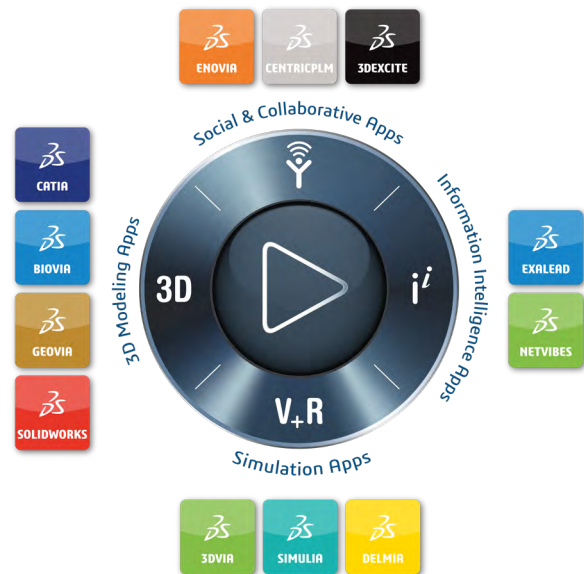 ENOVIA
CENTRICPLM
3DEXCITE
Social & Collaborative Apps
CATIA
BIOVIA
GEOVIA
SOLIDWORKS
3D Modeling Apps
3D
i i
Information Intelligence Apps
EXALEAD
NETVIBES
V+R
Simulation Apps
3DVIA
SIMULIA
DELMIA